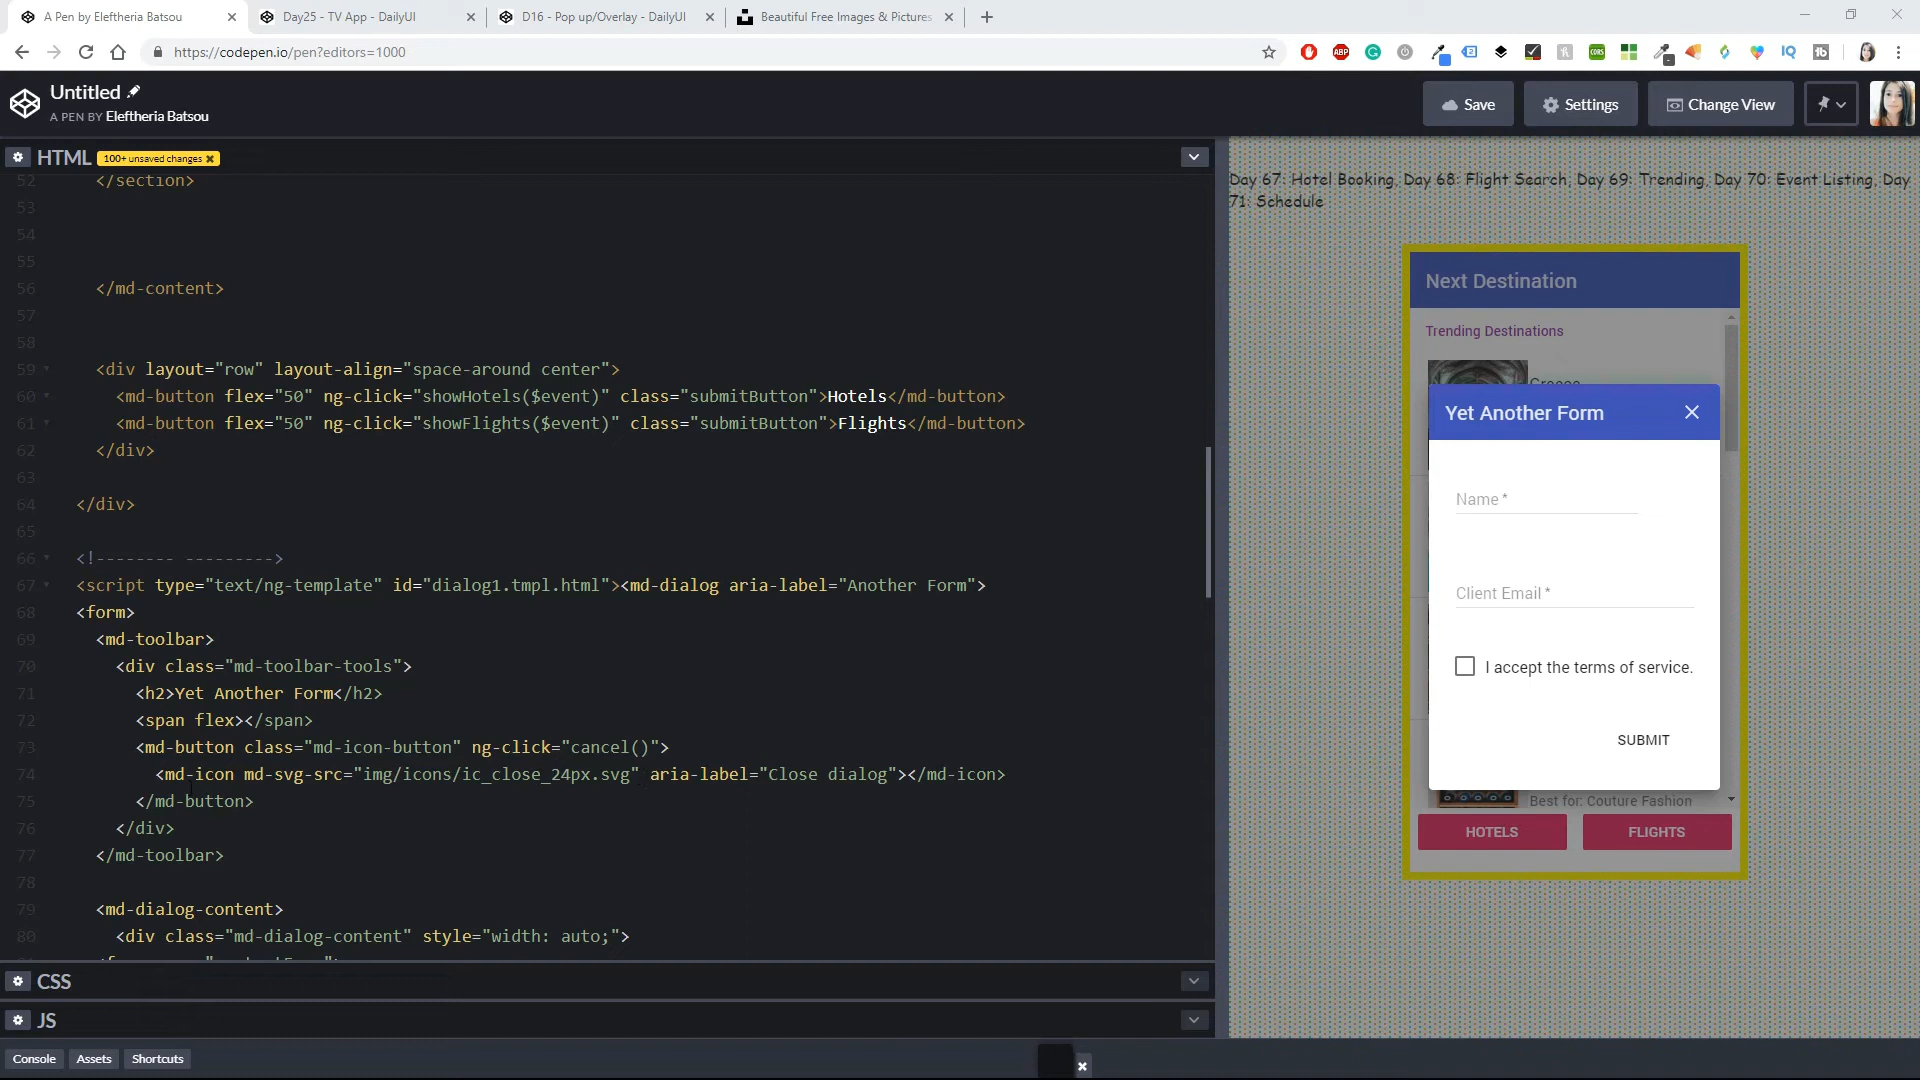 A Pen by Eleftheria Batsou
Day25 - TV App - DailyUI
D16 - Pop up/Overlay - DailyUI
Beautiful Free Images & Pictures
https://codepen.io/pen?editors=1000
Untitled
A PEN BY Eleftheria Batsou
Save
Settings
Change View
HTML
100+ unsaved changes
52 </section>
53
54
55
56 </md-content>
57
58
59 <div layout="row" layout-align="space-around center">
60 <md-button flex="50" ng-click="showHotels($event)" class="submitButton">Hotels</md-button>
61 <md-button flex="50" ng-click="showFlights($event)" class="submitButton">Flights</md-button>
62 </div>
63
64 </div>
65
66 <!-------- --------->
67 <script type="text/ng-template" id="dialog1.tmpl.html"><md-dialog aria-label="Another Form">
68 <form>
69 <md-toolbar>
70 <div class="md-toolbar-tools">
71 <h2>Yet Another Form</h2>
72 <span flex></span>
73 <md-button class="md-icon-button" ng-click="cancel()">
74 <md-icon md-svg-src="img/icons/ic_close_24px.svg" aria-label="Close dialog"></md-icon>
75 </md-button>
76 </div>
77 </md-toolbar>
78
79 <md-dialog-content>
80 <div class="md-dialog-content" style="width: auto;">
CSS
JS
Console
Assets
Shortcuts
Day 67: Hotel Booking, Day 68: Flight Search, Day 69: Trending, Day 70: Event Listing, Day
71: Schedule
Next Destination
Trending Destinations
Greece
Yet Another Form
Name *
Client Email *
I accept the terms of service.
SUBMIT
Best for: Couture Fashion
HOTELS
FLIGHTS